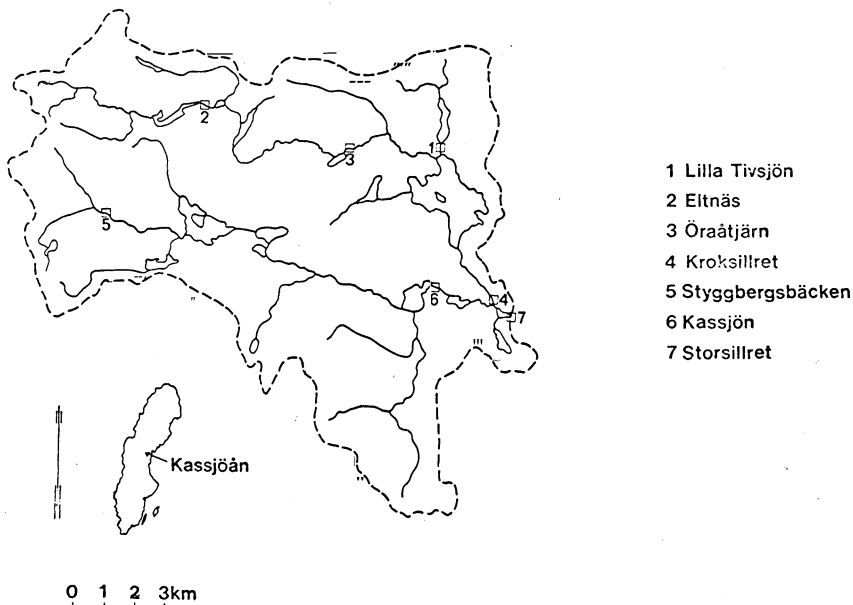 2
1
3
5
6
4
7
1 Lilla Tivsjön
2 Eltnäs
3 Öraåtjärn
4 Kroksillret
5 Styggbergsbäcken
6 Kassjön
7 Storsillret
Kassjöån
0 1 2 3km